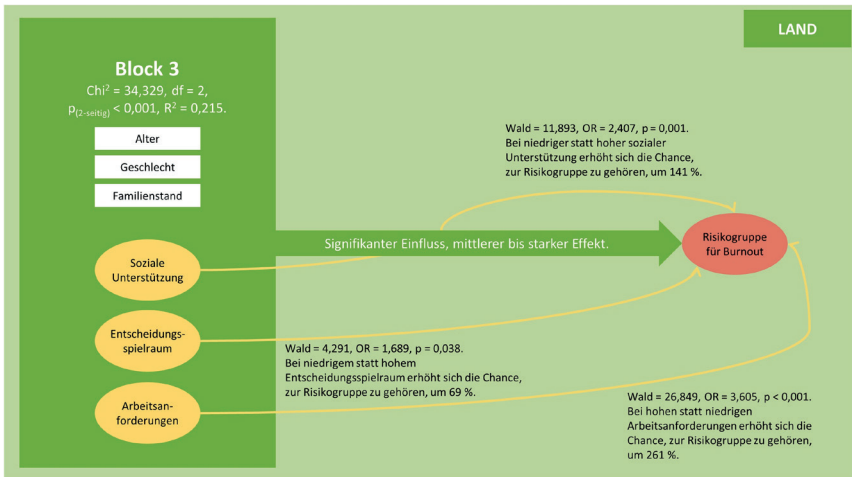 LAND
Block 3
Chi² = 34,329, df = 2,
p(2-seitig) < 0,001, R² = 0,215.
Alter
Geschlecht
Familienstand
Soziale
Unterstützung
Entscheidungs-
spielraum
Arbeitsan-
forderungen
Wald = 11,893, OR = 2,407, p = 0,001.
Bei niedriger statt hoher sozialer
Unterstützung erhöht sich die Chance,
zur Risikogruppe zu gehören, um 141 %.
Signifikanter Einfluss, mittlerer bis starker Effekt.
Risikogruppe
für Burnout
Wald = 4,291, OR = 1,689, p = 0,038.
Bei niedrigem statt hohem
Entscheidungsspielraum erhöht sich die Chance,
zur Risikogruppe zu gehören, um 69 %.
Wald = 26,849, OR = 3,605, p < 0,001.
Bei hohen statt niedrigen
Arbeitsanforderungen erhöht sich die
Chance, zur Risikogruppe zu gehören,
um 261 %.